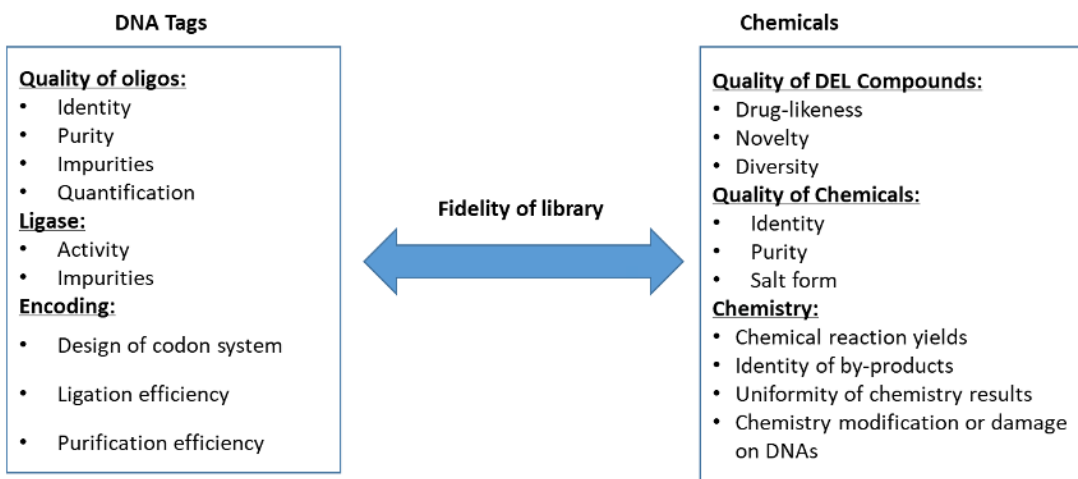 DNA Tags
Quality of oligos:
• Identity
• Purity
• Impurities
• Quantification
Ligase:
• Activity
• Impurities
Encoding:
• Design of codon system
• Ligation efficiency
• Purification efficiency
Fidelity of library
Chemicals
Quality of DEL Compounds:
• Drug-likeness
• Novelty
• Diversity
Quality of Chemicals:
• Identity
• Purity
• Salt form
Chemistry:
• Chemical reaction yields
• Identity of by-products
• Uniformity of chemistry results
• Chemistry modification or damage
on DNAs